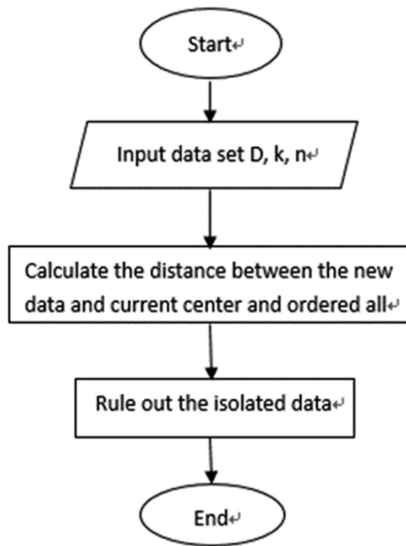 Start↵
Input data set D, k, n↵
Calculate the distance between the new
data and current center and ordered all↵
Rule out the isolated data↵
End↵